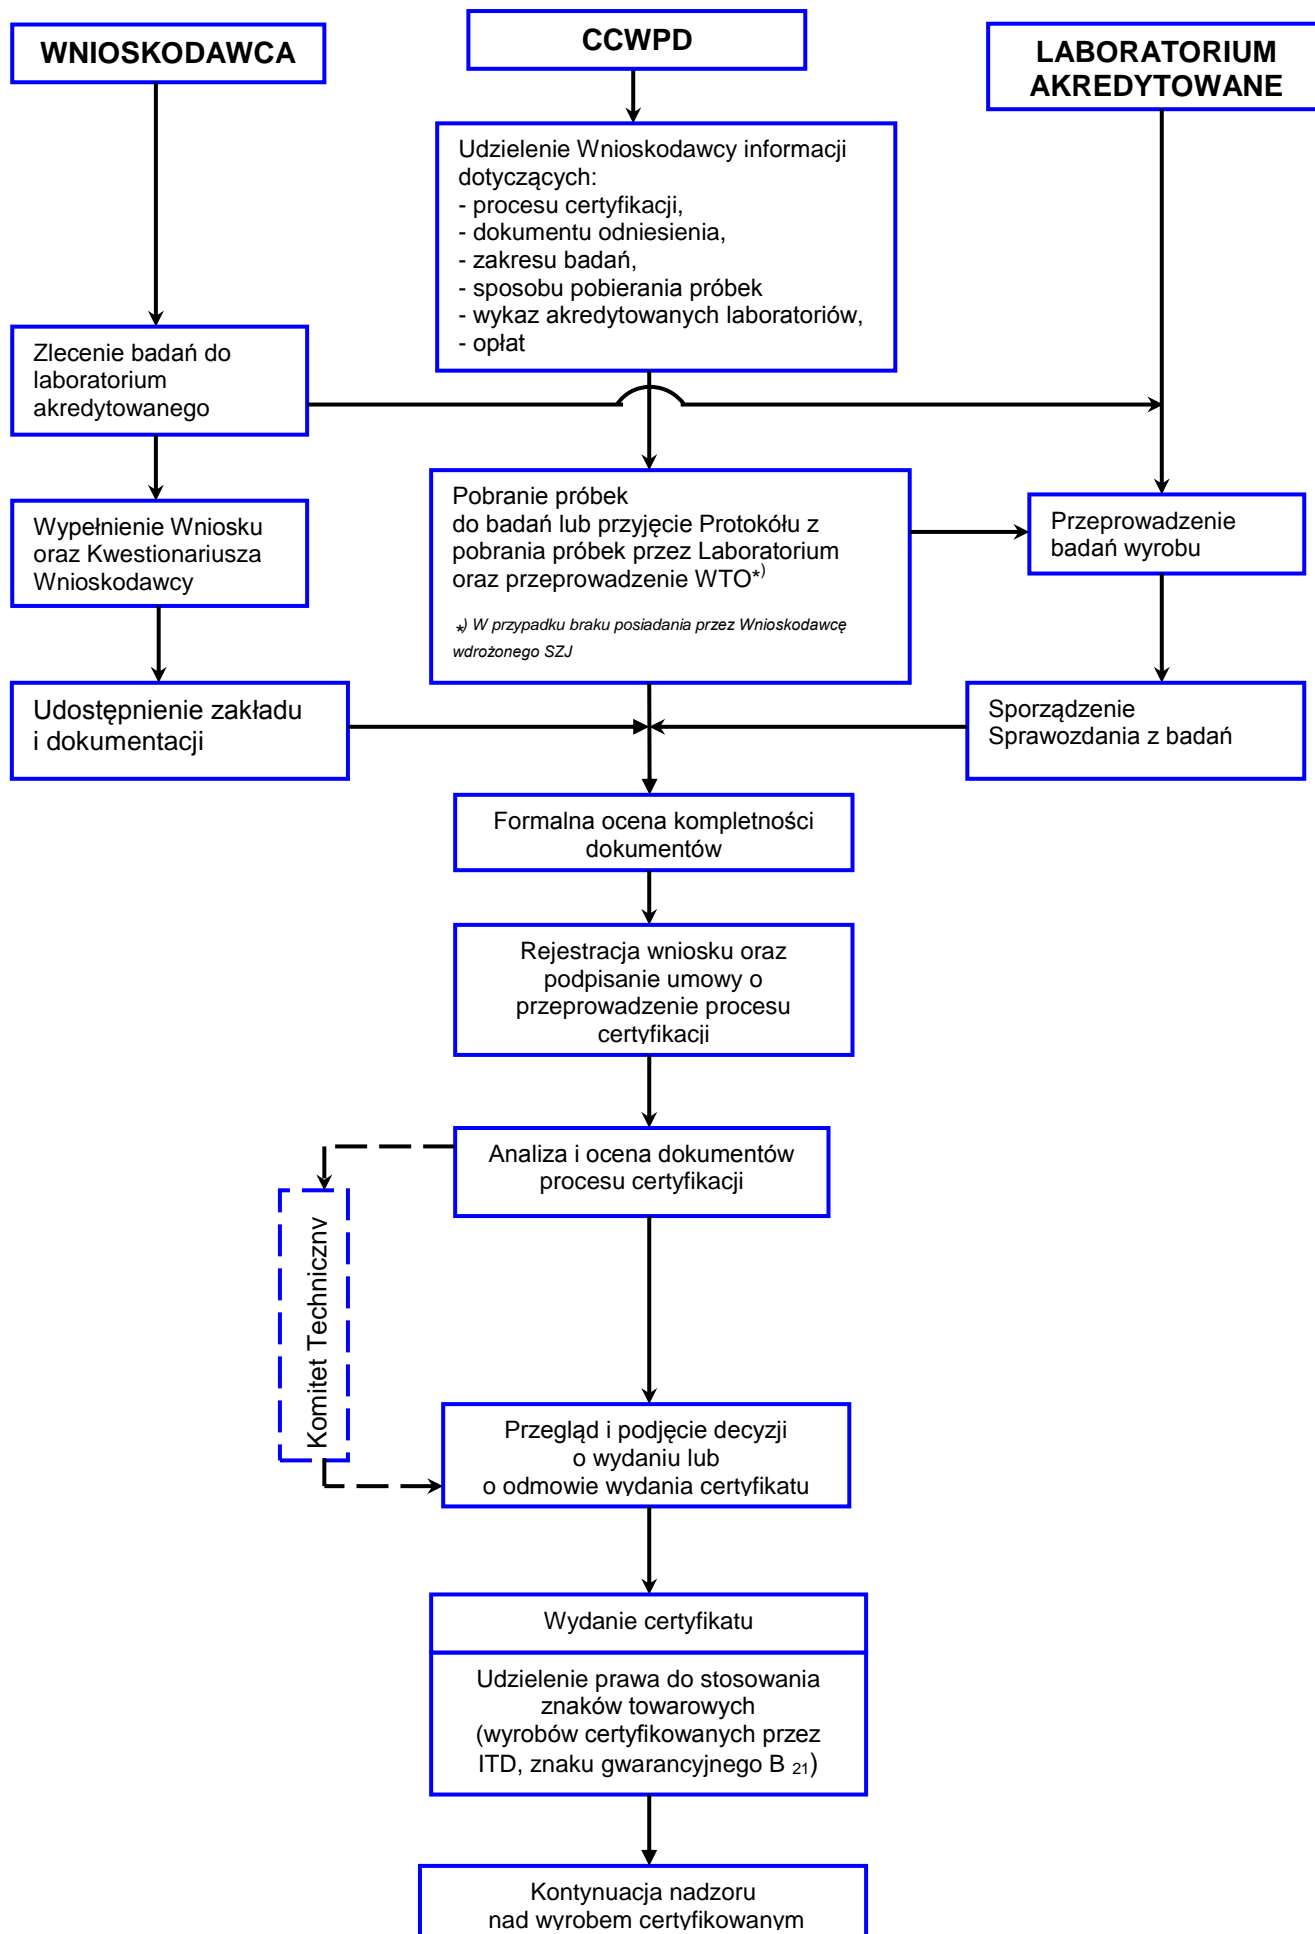 WNIOSKODAWCA
CCWPD
LABORATORIUM
AKREDYTOWANE
Udzielenie Wnioskodawcy informacji
dotyczących:
- procesu certyfikacji,
- dokumentu odniesienia,
- zakresu badań,
- sposobu pobierania próbek
- wykaz akredytowanych laboratoriów,
- opłat
Zlecenie badań do
laboratorium
akredytowanego
Wypełnienie Wniosku
oraz Kwestionariusza
Wnioskodawcy
Pobranie próbek
do badań lub przyjęcie Protokółu z
pobrania próbek przez Laboratorium
oraz przeprowadzenie WTO*)
*) W przypadku braku posiadania przez Wnioskodawcę
wdrożonego SZJ
Przeprowadzenie
badań wyrobu
Udostępnienie zakładu
i dokumentacji
Sporządzenie
Sprawozdania z badań
Formalna ocena kompletności
dokumentów
Rejestracja wniosku oraz
podpisanie umowy o
przeprowadzenie procesu
certyfikacji
Analiza i ocena dokumentów
procesu certyfikacji
Komitet Techniczny
Przegląd i podjęcie decyzji
o wydaniu lub
o odmowie wydania certyfikatu
Wydanie certyfikatu
Udzielenie prawa do stosowania
znaków towarowych
(wyrobów certyfikowanych przez
ITD, znaku gwarancyjnego B 21)
Kontynuacja nadzoru
nad wyrobem certyfikowanym